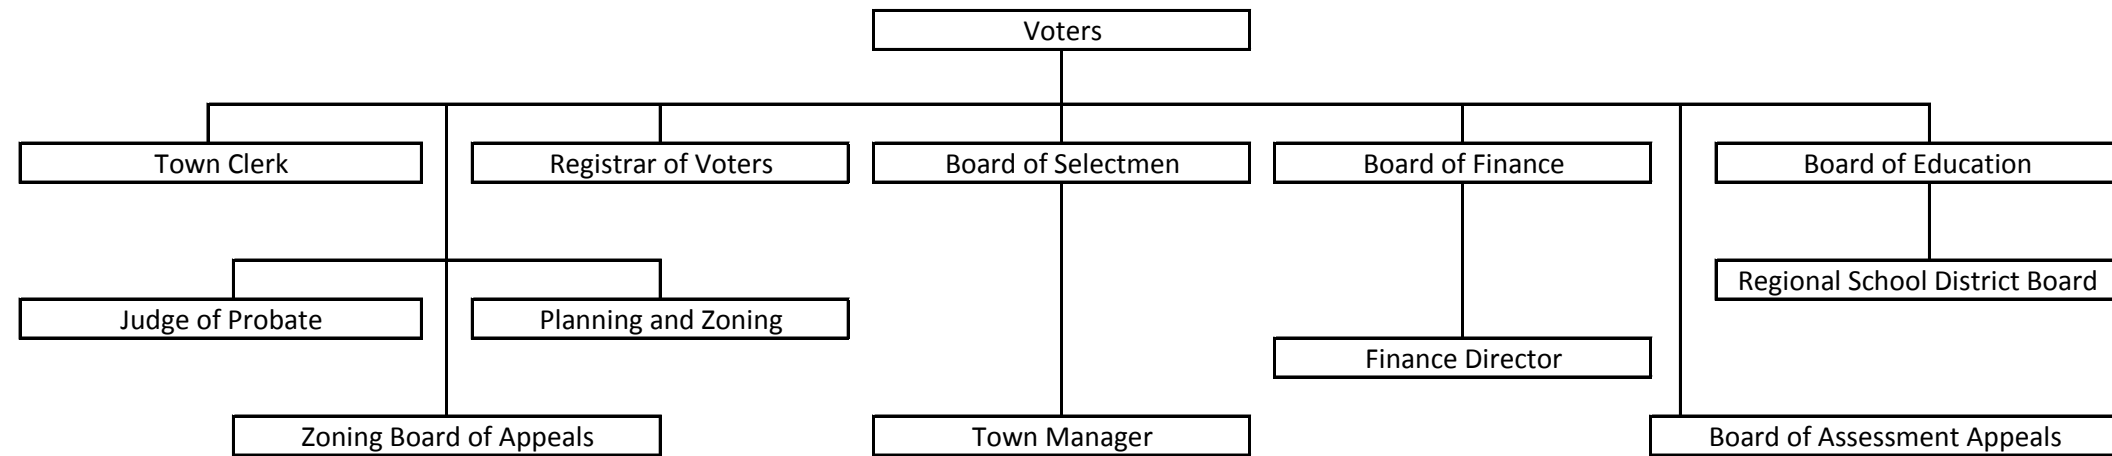 Voters
Town Clerk
Registrar of Voters
Board of Selectmen
Board of Finance
Board of Education
Regional School District Board
Judge of Probate
Planning and Zoning
Finance Director
Zoning Board of Appeals
Town Manager
Board of Assessment Appeals